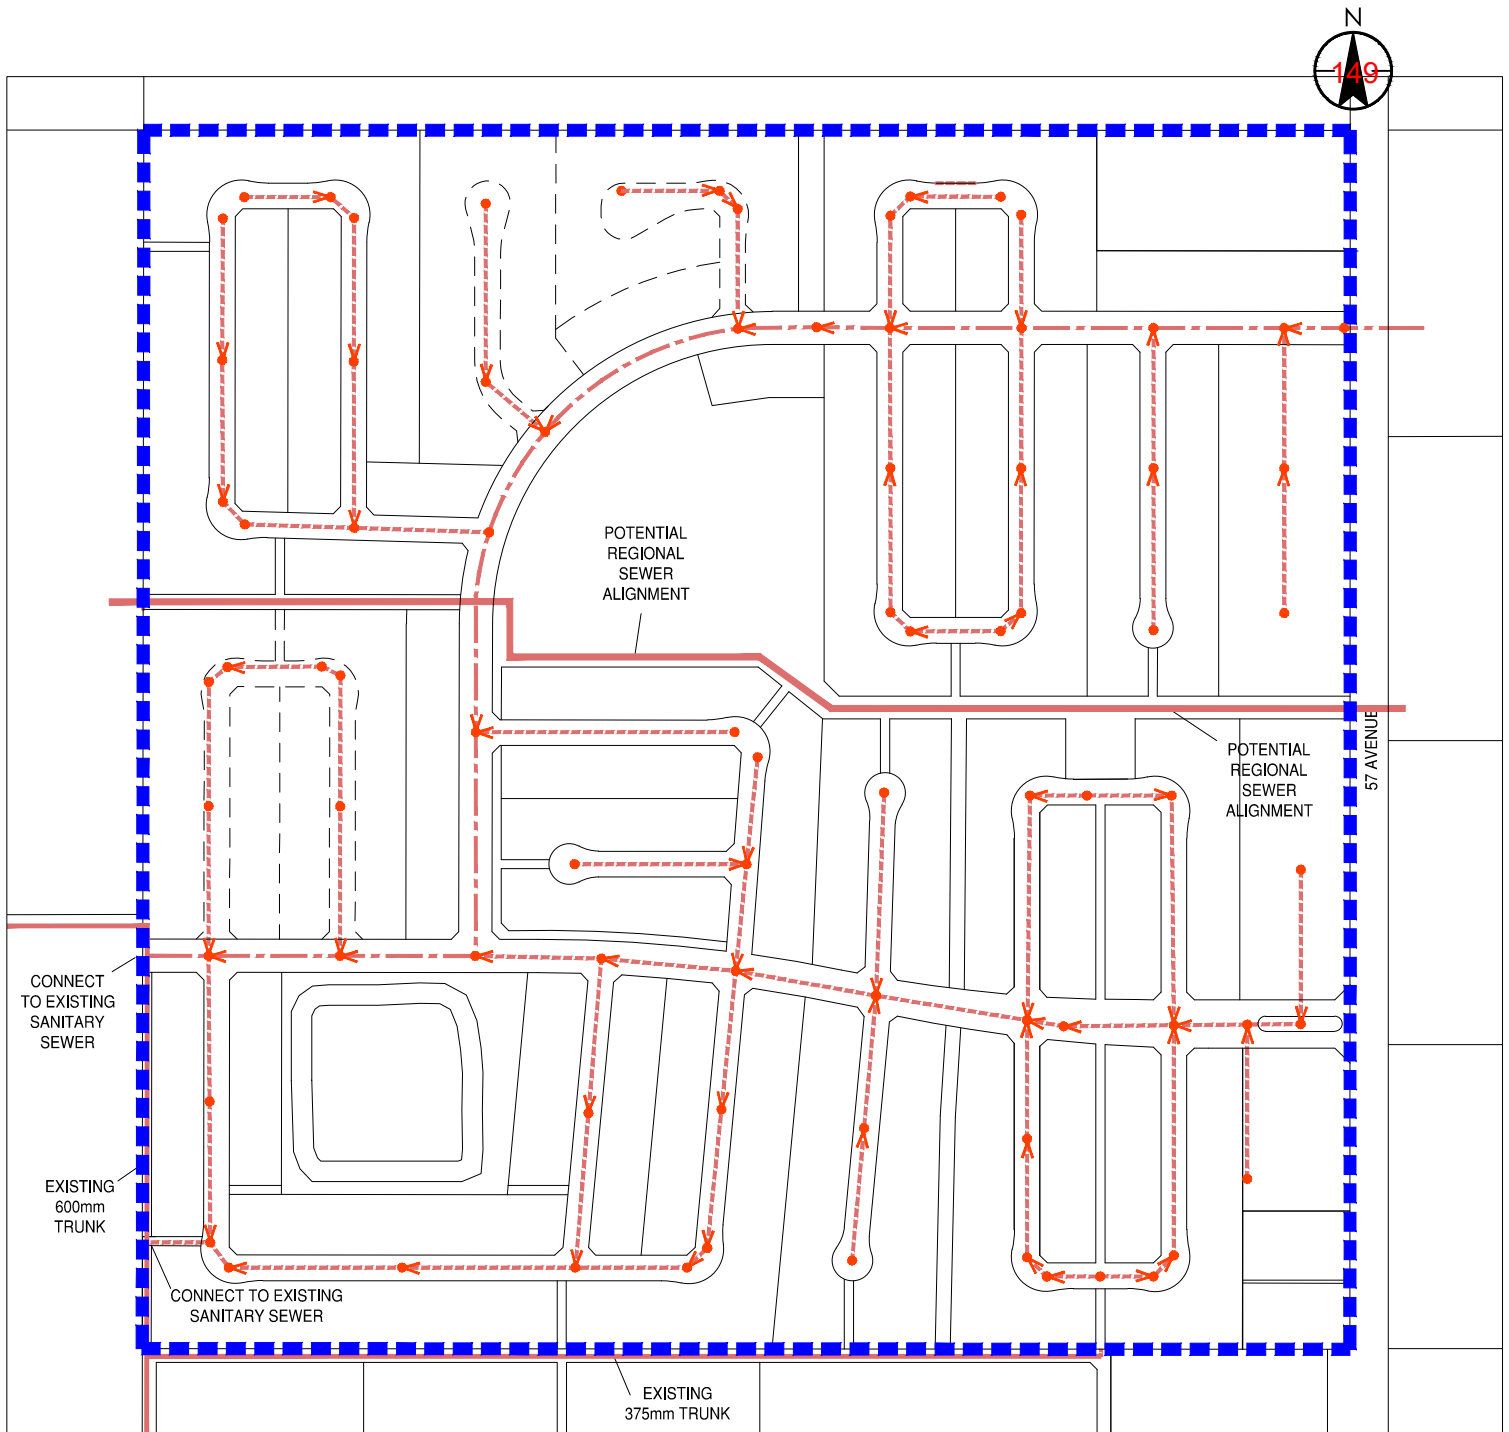 N
149
POTENTIAL
REGIONAL
SEWER
ALIGNMENT
57 AVENUE
POTENTIAL
REGIONAL
SEWER
ALIGNMENT
CONNECT
TO EXISTING
SANITARY
SEWER
EXISTING
600mm
TRUNK
CONNECT TO EXISTING
SANITARY SEWER
EXISTING
375mm TRUNK